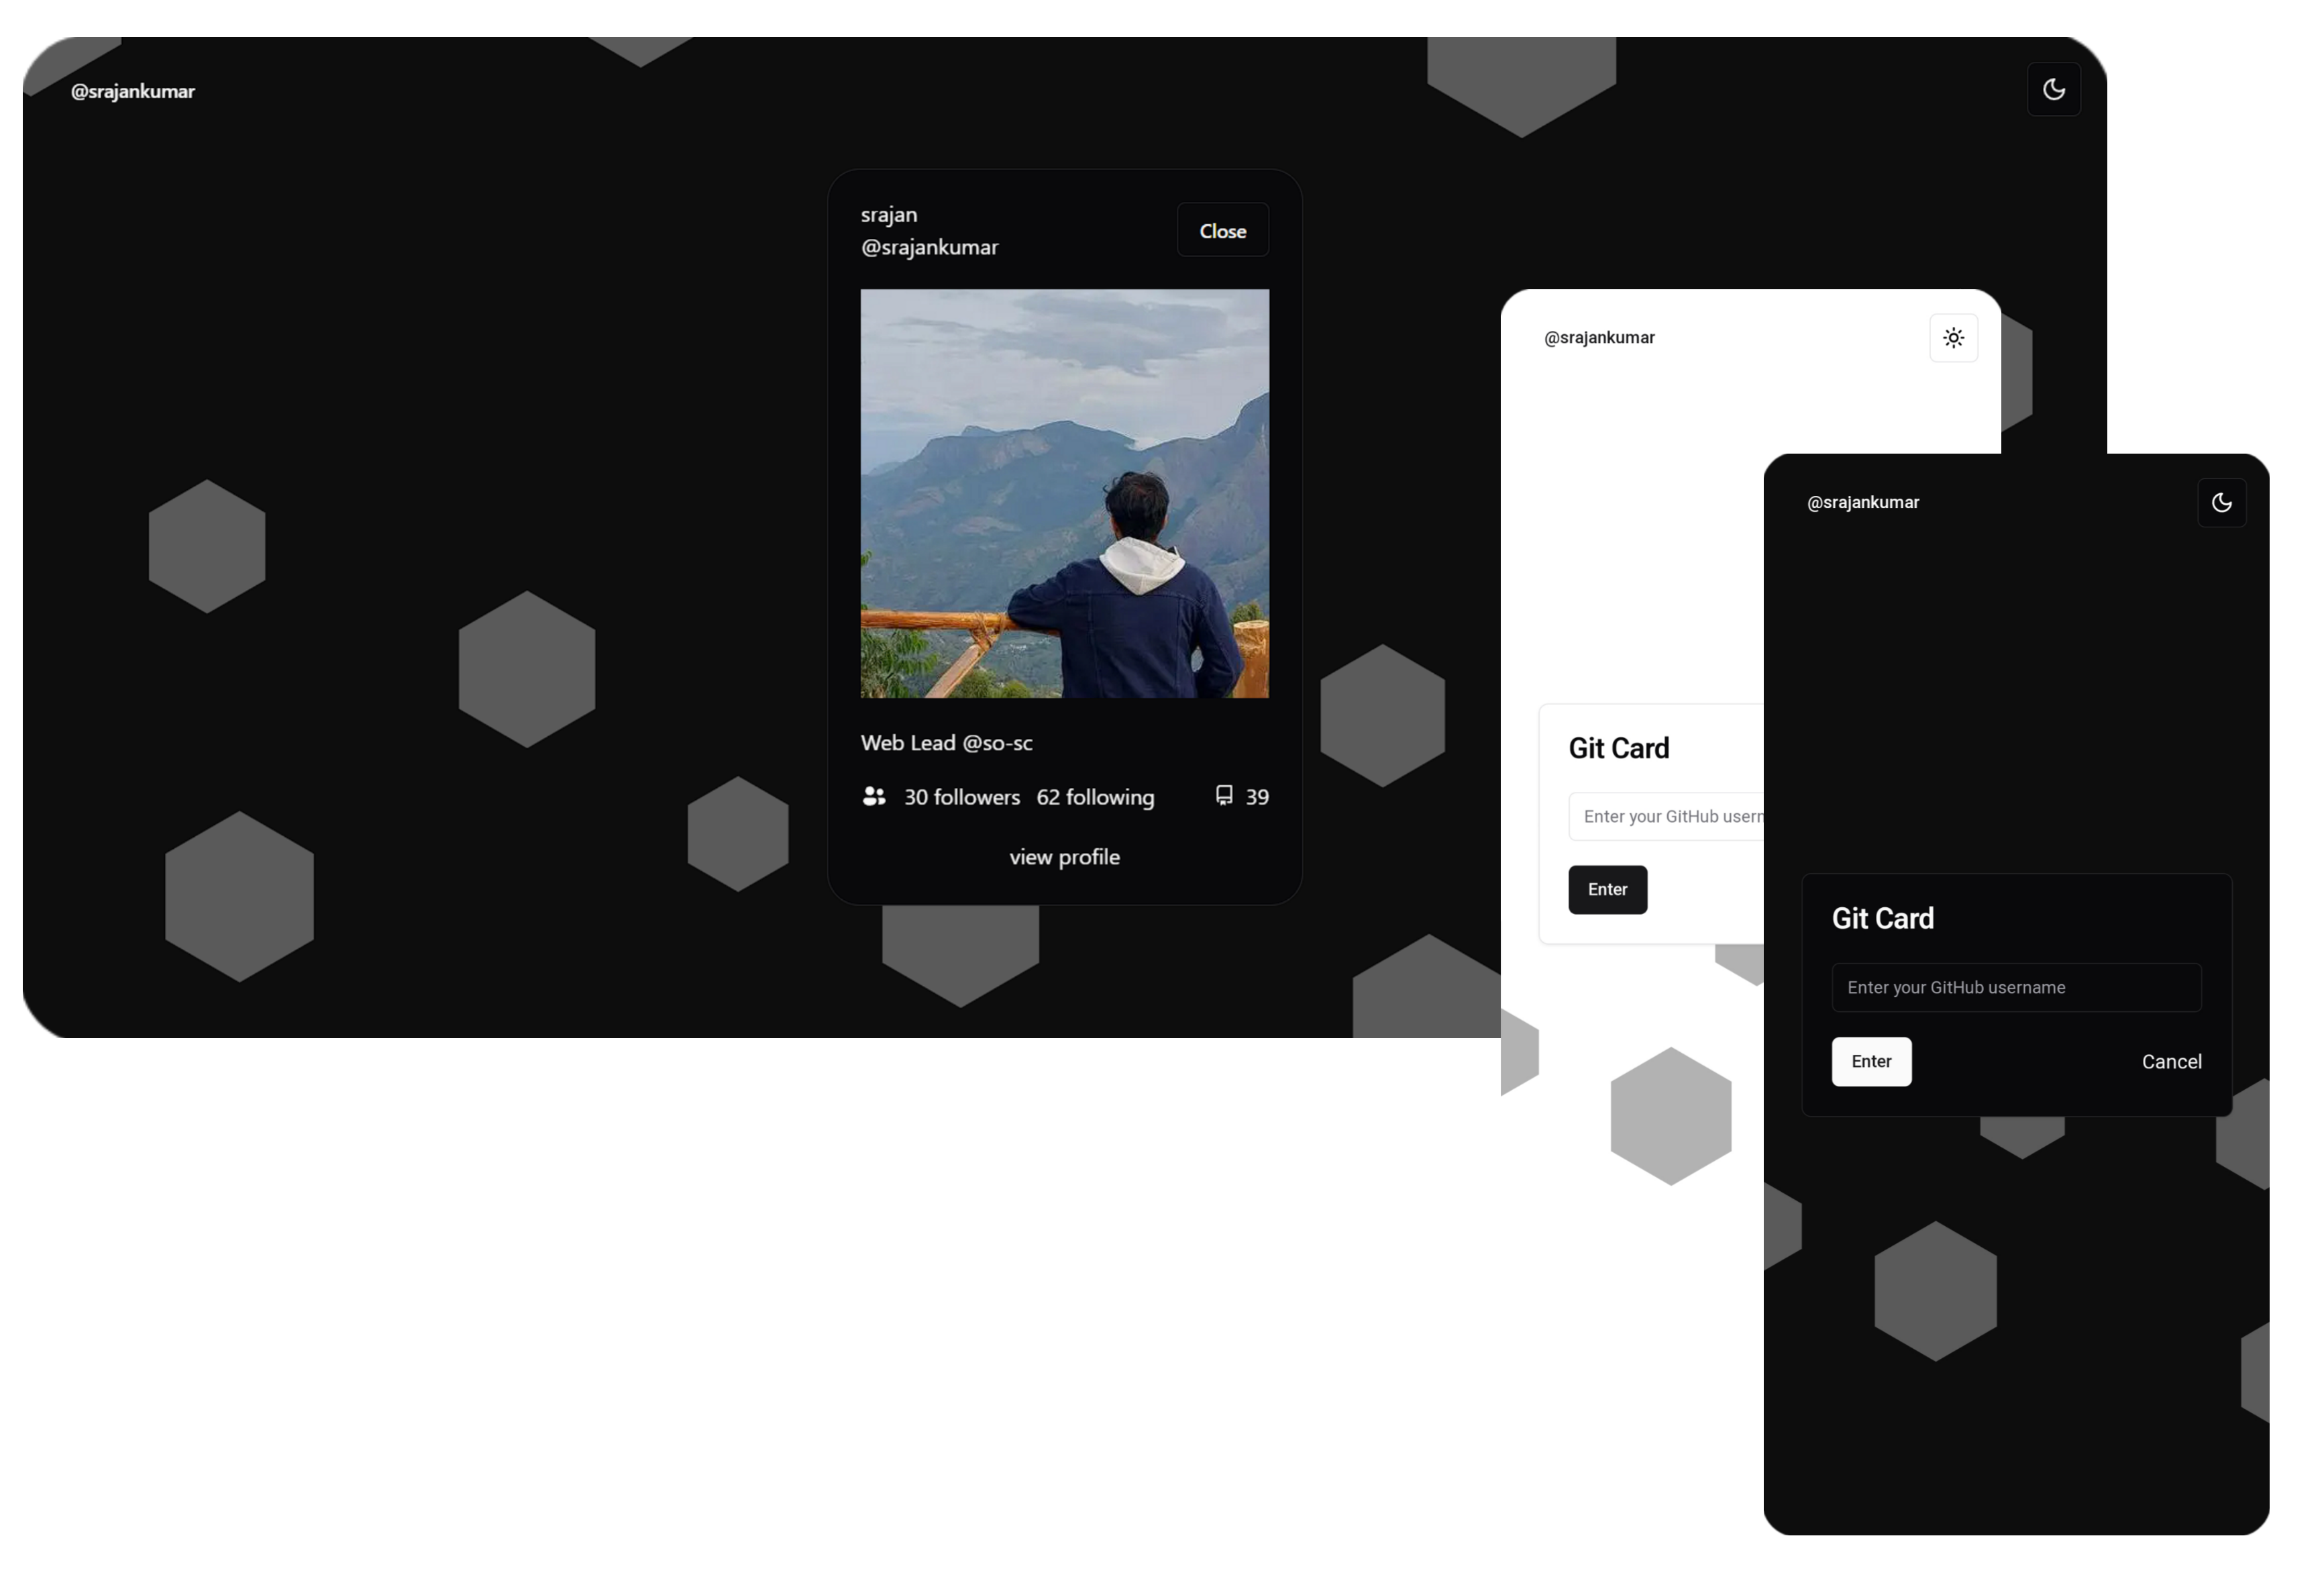 @srajankumar
srajan
@srajankumar
Close
Web Lead @so-sc
30 followers 62 following 39
view profile
@srajankumar
Git Card
Enter your GitHub usern
Enter
@srajankumar
Git Card
Enter your GitHub username
Enter
Cancel